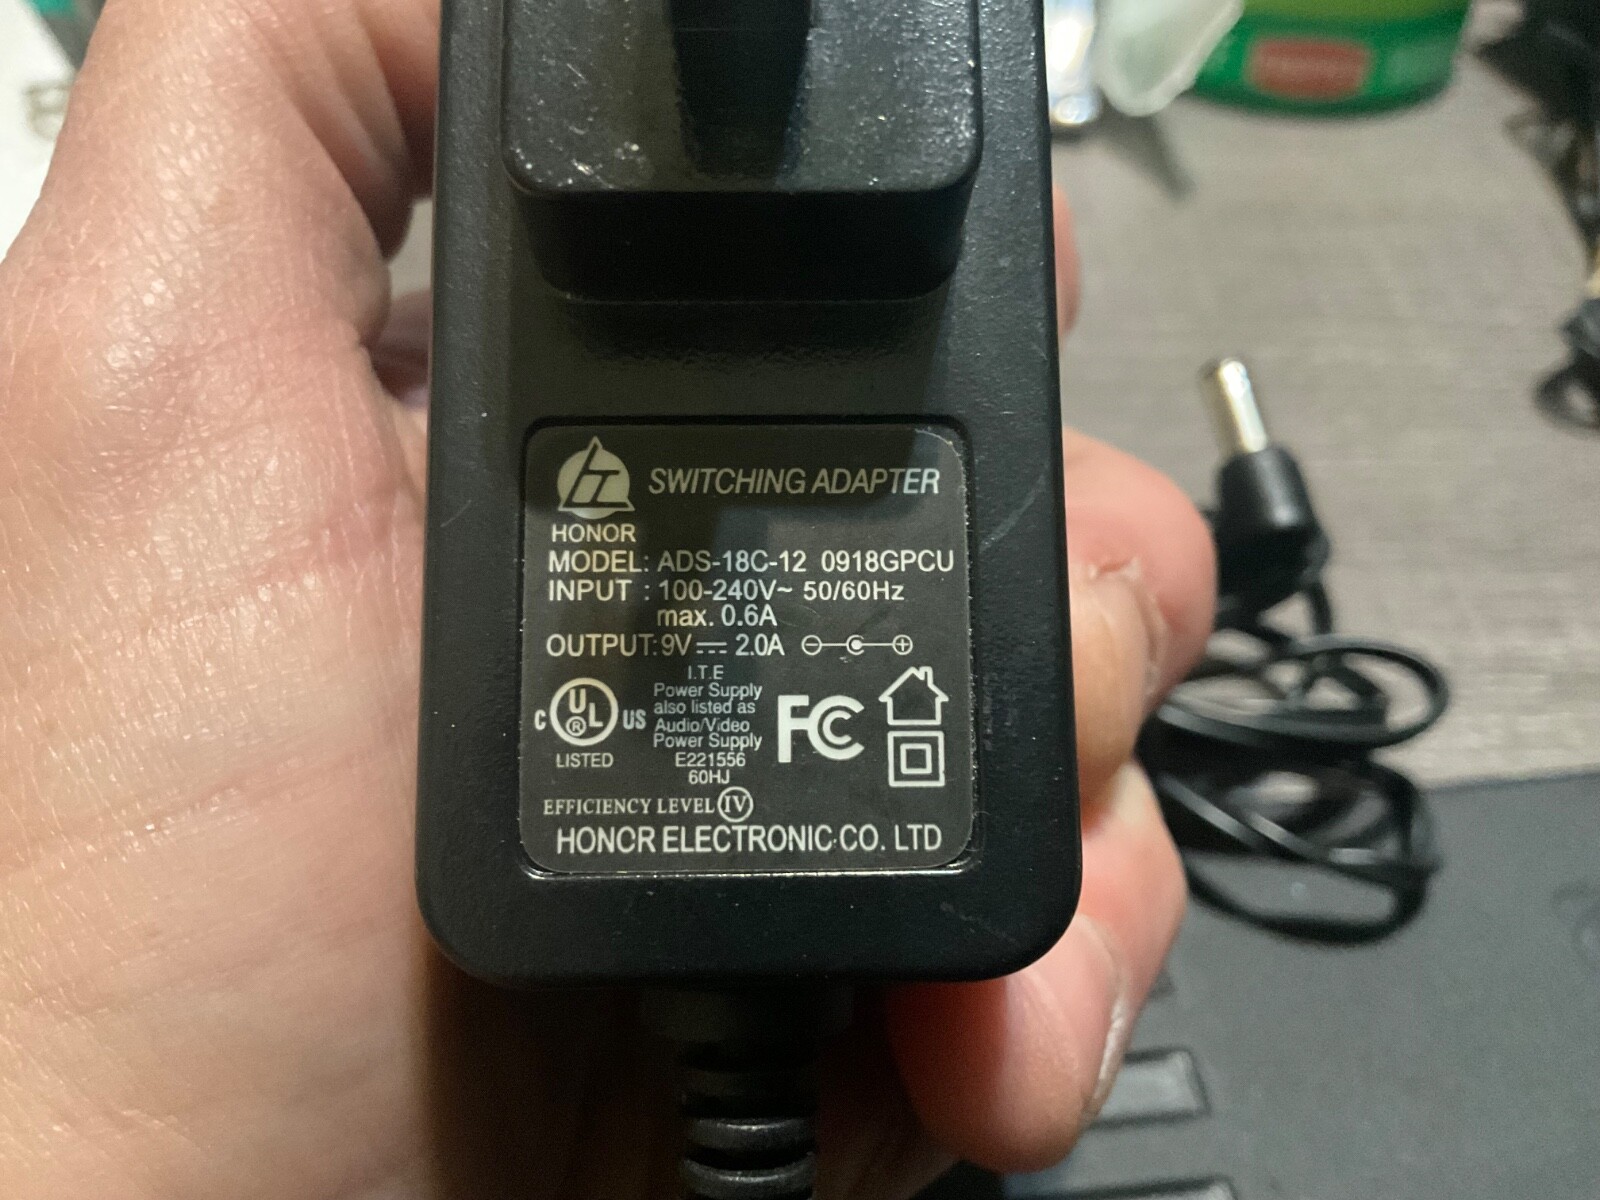 SWITCHING ADAPTER
HONOR
MODEL: ADS-18C-12 0918GPCU
INPUT : 100-240V~ 50/60Hz
max. 0.6A
OUTPUT: 9V⎓2.0A ⊖-C-⊕
I.T.E
Power Supply
also listed as
Audio/Video
Power Supply
E221556
60HJ
C UL ® US
LISTED
FC
EFFICIENCY LEVEL IV
HONCR ELECTRONIC CO. LTD